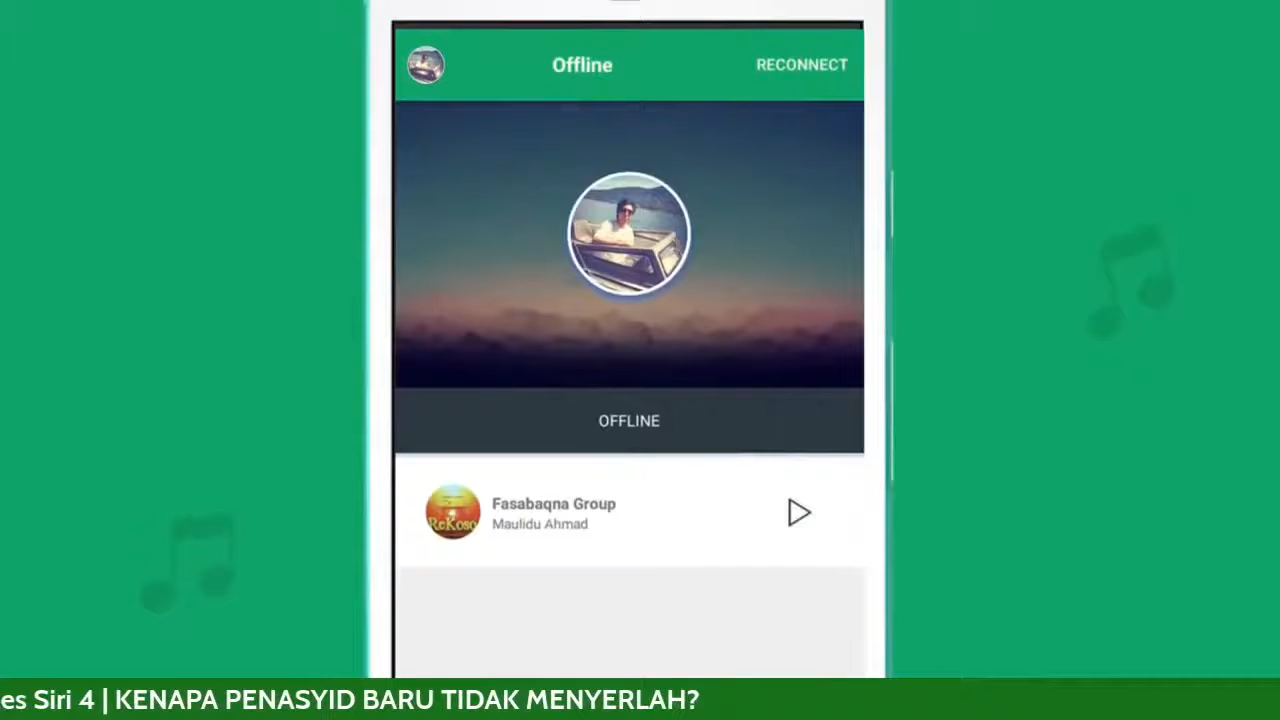 Offline
RECONNECT
OFFLINE
ReKoso
Fasabaqna Group
Maulidu Ahmad
es Siri 4 | KENAPA PENASYID BARU TIDAK MENYERLAH?